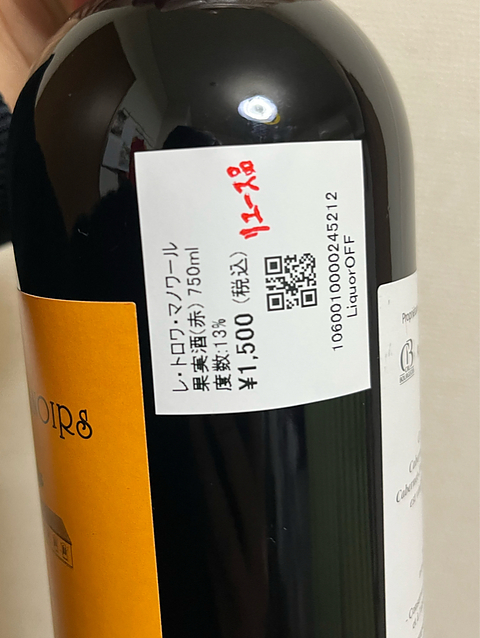 リユース品
レ・トロワ・マノワール
果実酒(赤) 750ml
度数:13%
¥1,500 (税込)
1060010000245212
LiquorOFF
OIRS
CB